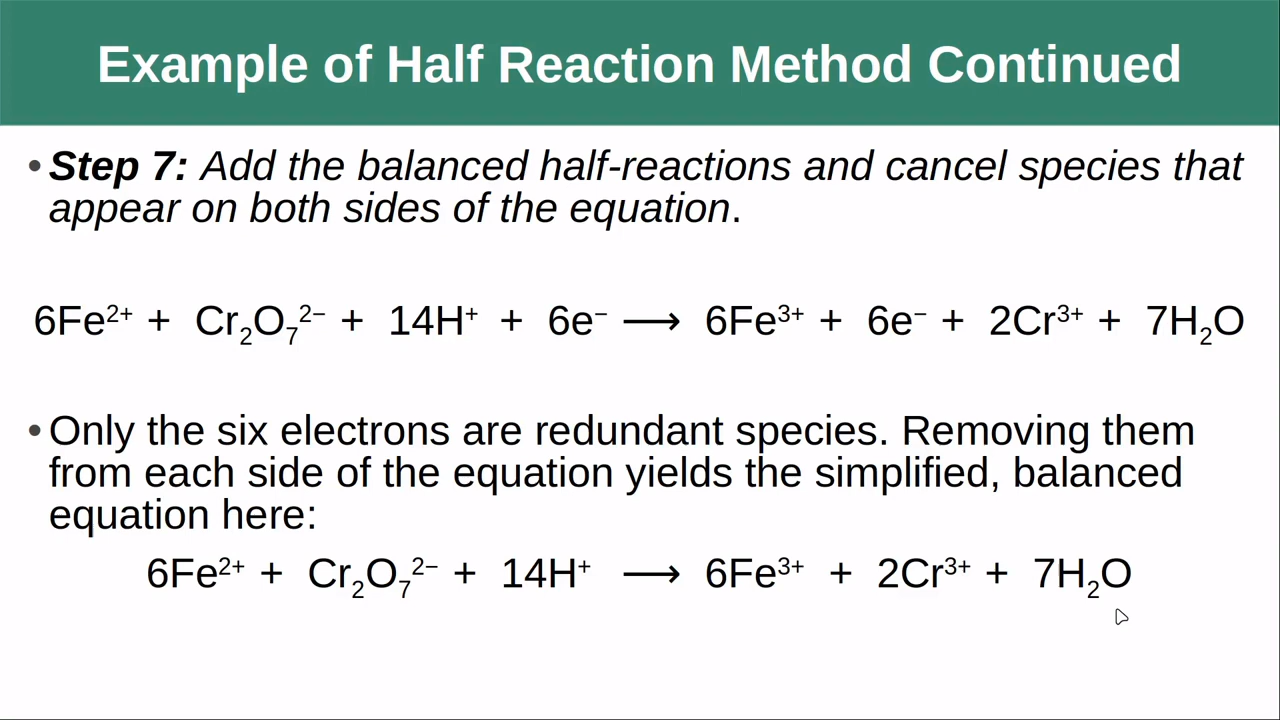 Example of Half Reaction Method Continued
•Step 7: Add the balanced half-reactions and cancel species that
appear on both sides of the equation.
6Fe²⁺ + Cr₂O₇²⁻ + 14H⁺ + 6e⁻ ⟶ 6Fe³⁺ + 6e⁻ + 2Cr³⁺ + 7H₂O
•Only the six electrons are redundant species. Removing them
from each side of the equation yields the simplified, balanced
equation here:
6Fe²⁺ + Cr₂O₇²⁻ + 14H⁺ ⟶ 6Fe³⁺ + 2Cr³⁺ + 7H₂O